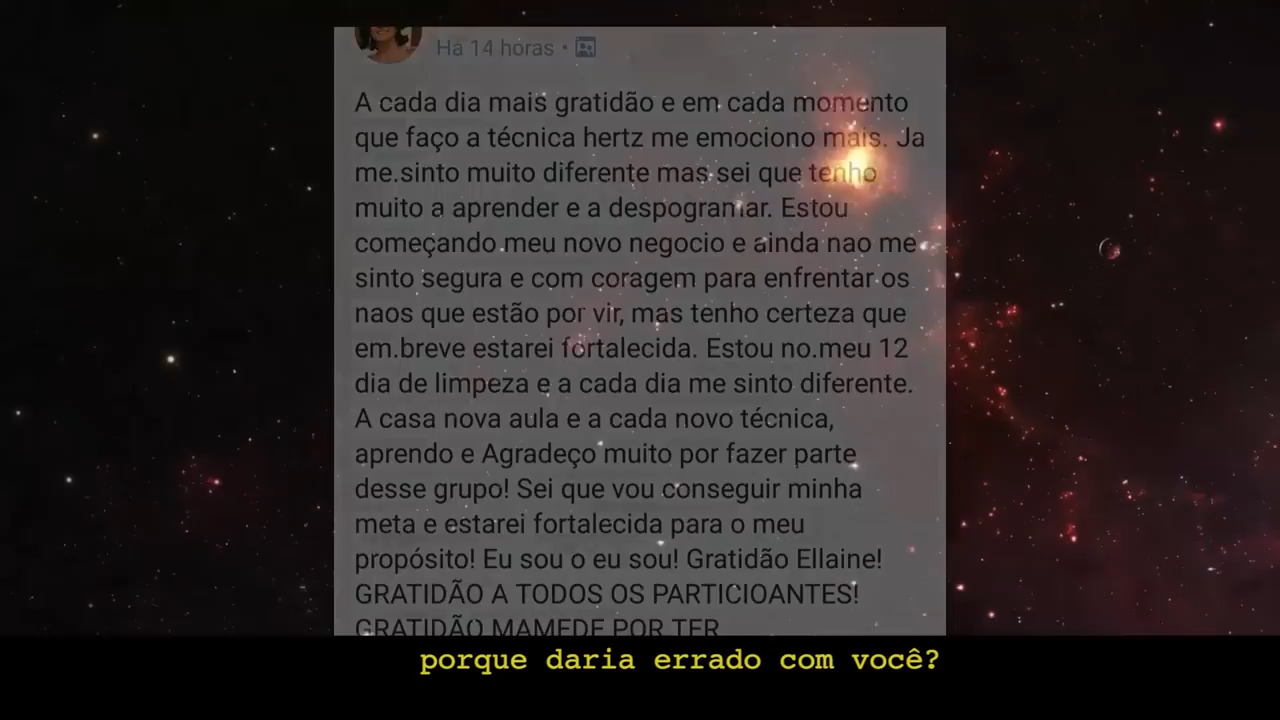 Há 14 horas •
A cada dia mais gratidão e em cada momento
que faço a técnica hertz me emociono mais. Ja
me.sinto muito diferente mas sei que tenho
muito a aprender e a despogramar. Estou
começando.meu novo negocio e ainda nao me
sinto segura e com coragem para enfrentar os
naos que estão por vir, mas tenho certeza que
em.breve estarei fortalecida. Estou no.meu 12
dia de limpeza e a cada dia me sinto diferente.
A casa nova aula e a cada novo técnica,
aprendo e Agradeço muito por fazer parte
desse grupo! Sei que vou conseguir minha
meta e estarei fortalecida para o meu
propósito! Eu sou o eu sou! Gratidão Ellaine!
GRATIDÃO A TODOS OS PARTICIOANTES!
GRATIDÃO MAMEDE POR TER
porque daria errado com você?